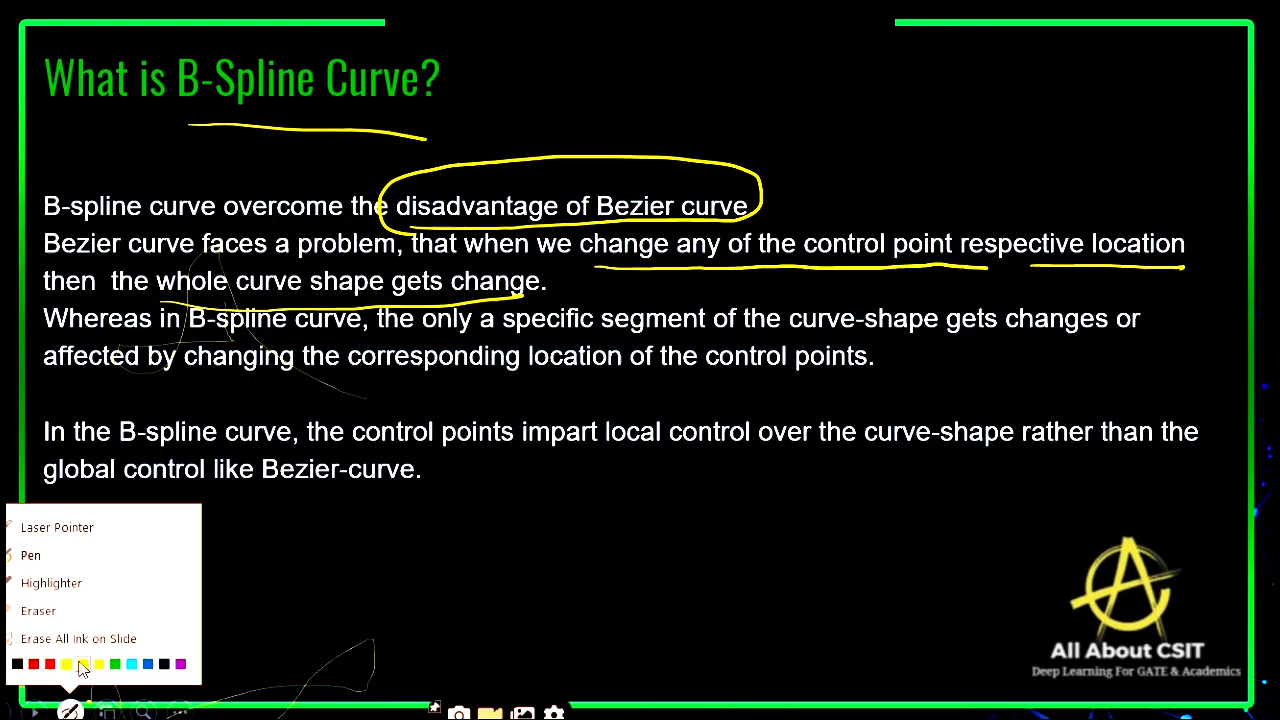 What is B-Spline Curve?
B-spline curve overcome the disadvantage of Bezier curve
Bezier curve faces a problem, that when we change any of the control point respective location
then the whole curve shape gets change.
Whereas in B-spline curve, the only a specific segment of the curve-shape gets changes or
affected by changing the corresponding location of the control points.
In the B-spline curve, the control points impart local control over the curve-shape rather than the
global control like Bezier-curve.
Laser Pointer
Pen
Highlighter
Eraser
Erase All Ink on Slide
All About CSIT
Deep Learning For GATE & Academics